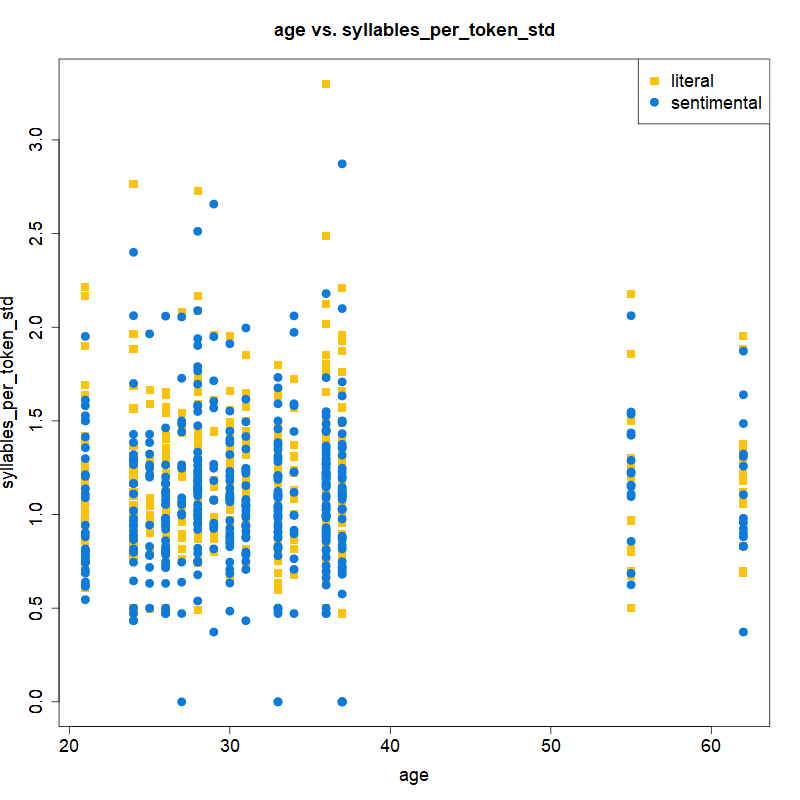 age vs. syllables_per_token_std
literal
sentimental
syllables_per_token_std
3.0
2.5
2.0
1.5
1.0
0.5
0.0
20
30
40
50
60
age